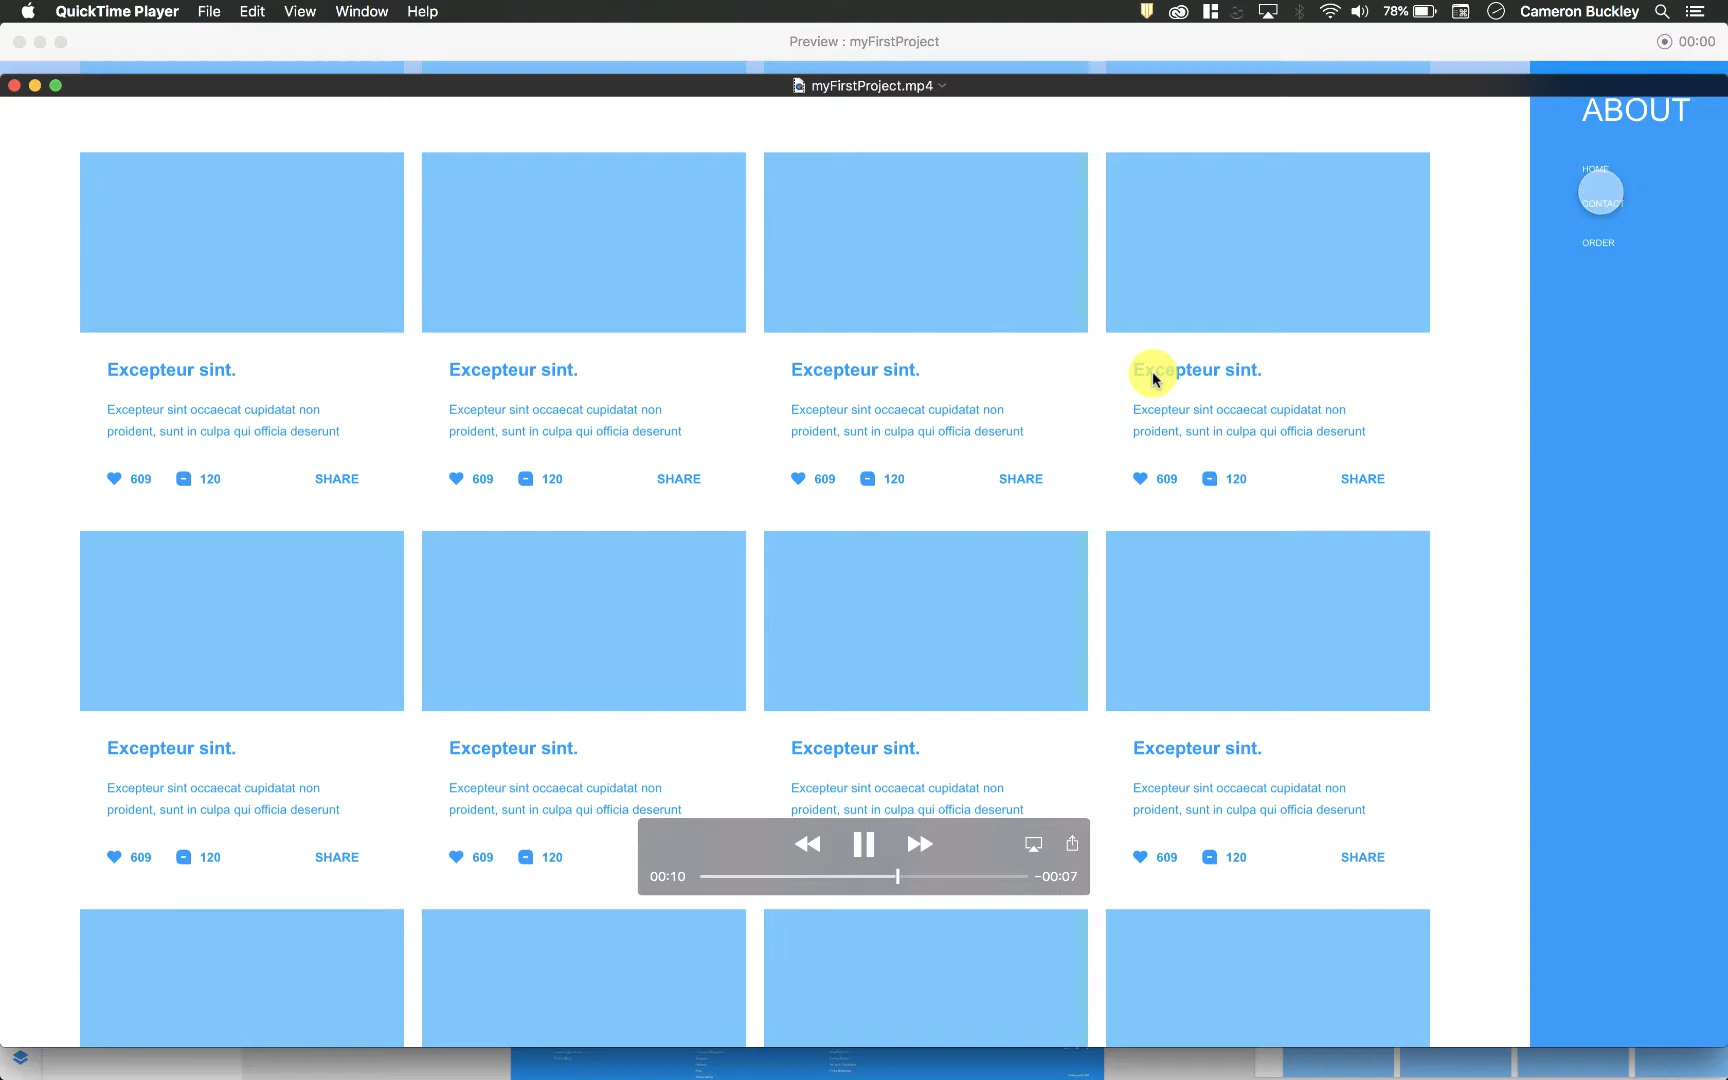 QuickTime Player File Edit View Window Help 78% Cameron Buckley
Preview : myFirstProject 00:00
myFirstProject.mp4
ABOUT
HOME
CONTACT
ORDER
Excepteur sint. Excepteur sint. Excepteur sint. Excepteur sint.
Excepteur sint occaecat cupidatat non Excepteur sint occaecat cupidatat non Excepteur sint occaecat cupidatat non Excepteur sint occaecat cupidatat non
proident, sunt in culpa qui officia deserunt proident, sunt in culpa qui officia deserunt proident, sunt in culpa qui officia deserunt proident, sunt in culpa qui officia deserunt
609 120 SHARE 609 120 SHARE 609 120 SHARE 609 120 SHARE
Excepteur sint. Excepteur sint. Excepteur sint. Excepteur sint.
Excepteur sint occaecat cupidatat non Excepteur sint occaecat cupidatat non Excepteur sint occaecat cupidatat non Excepteur sint occaecat cupidatat non
proident, sunt in culpa qui officia deserunt proident, sunt in culpa qui officia deserunt proident, sunt in culpa qui officia deserunt proident, sunt in culpa qui officia deserunt
609 120 SHARE 609 120 609 120 SHARE
00:10 -00:07